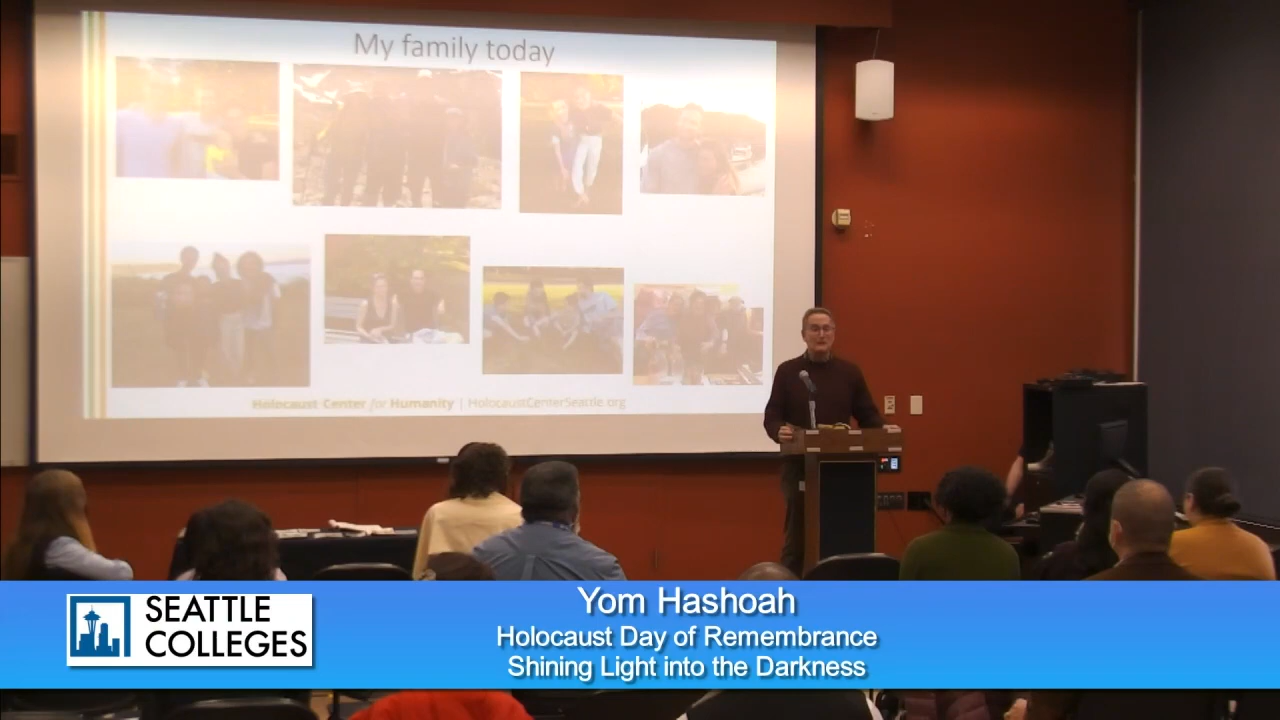 My family today
Holocaust Center for Humanity | HolocaustCenterSeattle.org
SEATTLE
COLLEGES
Yom Hashoah
Holocaust Day of Remembrance
Shining Light into the Darkness